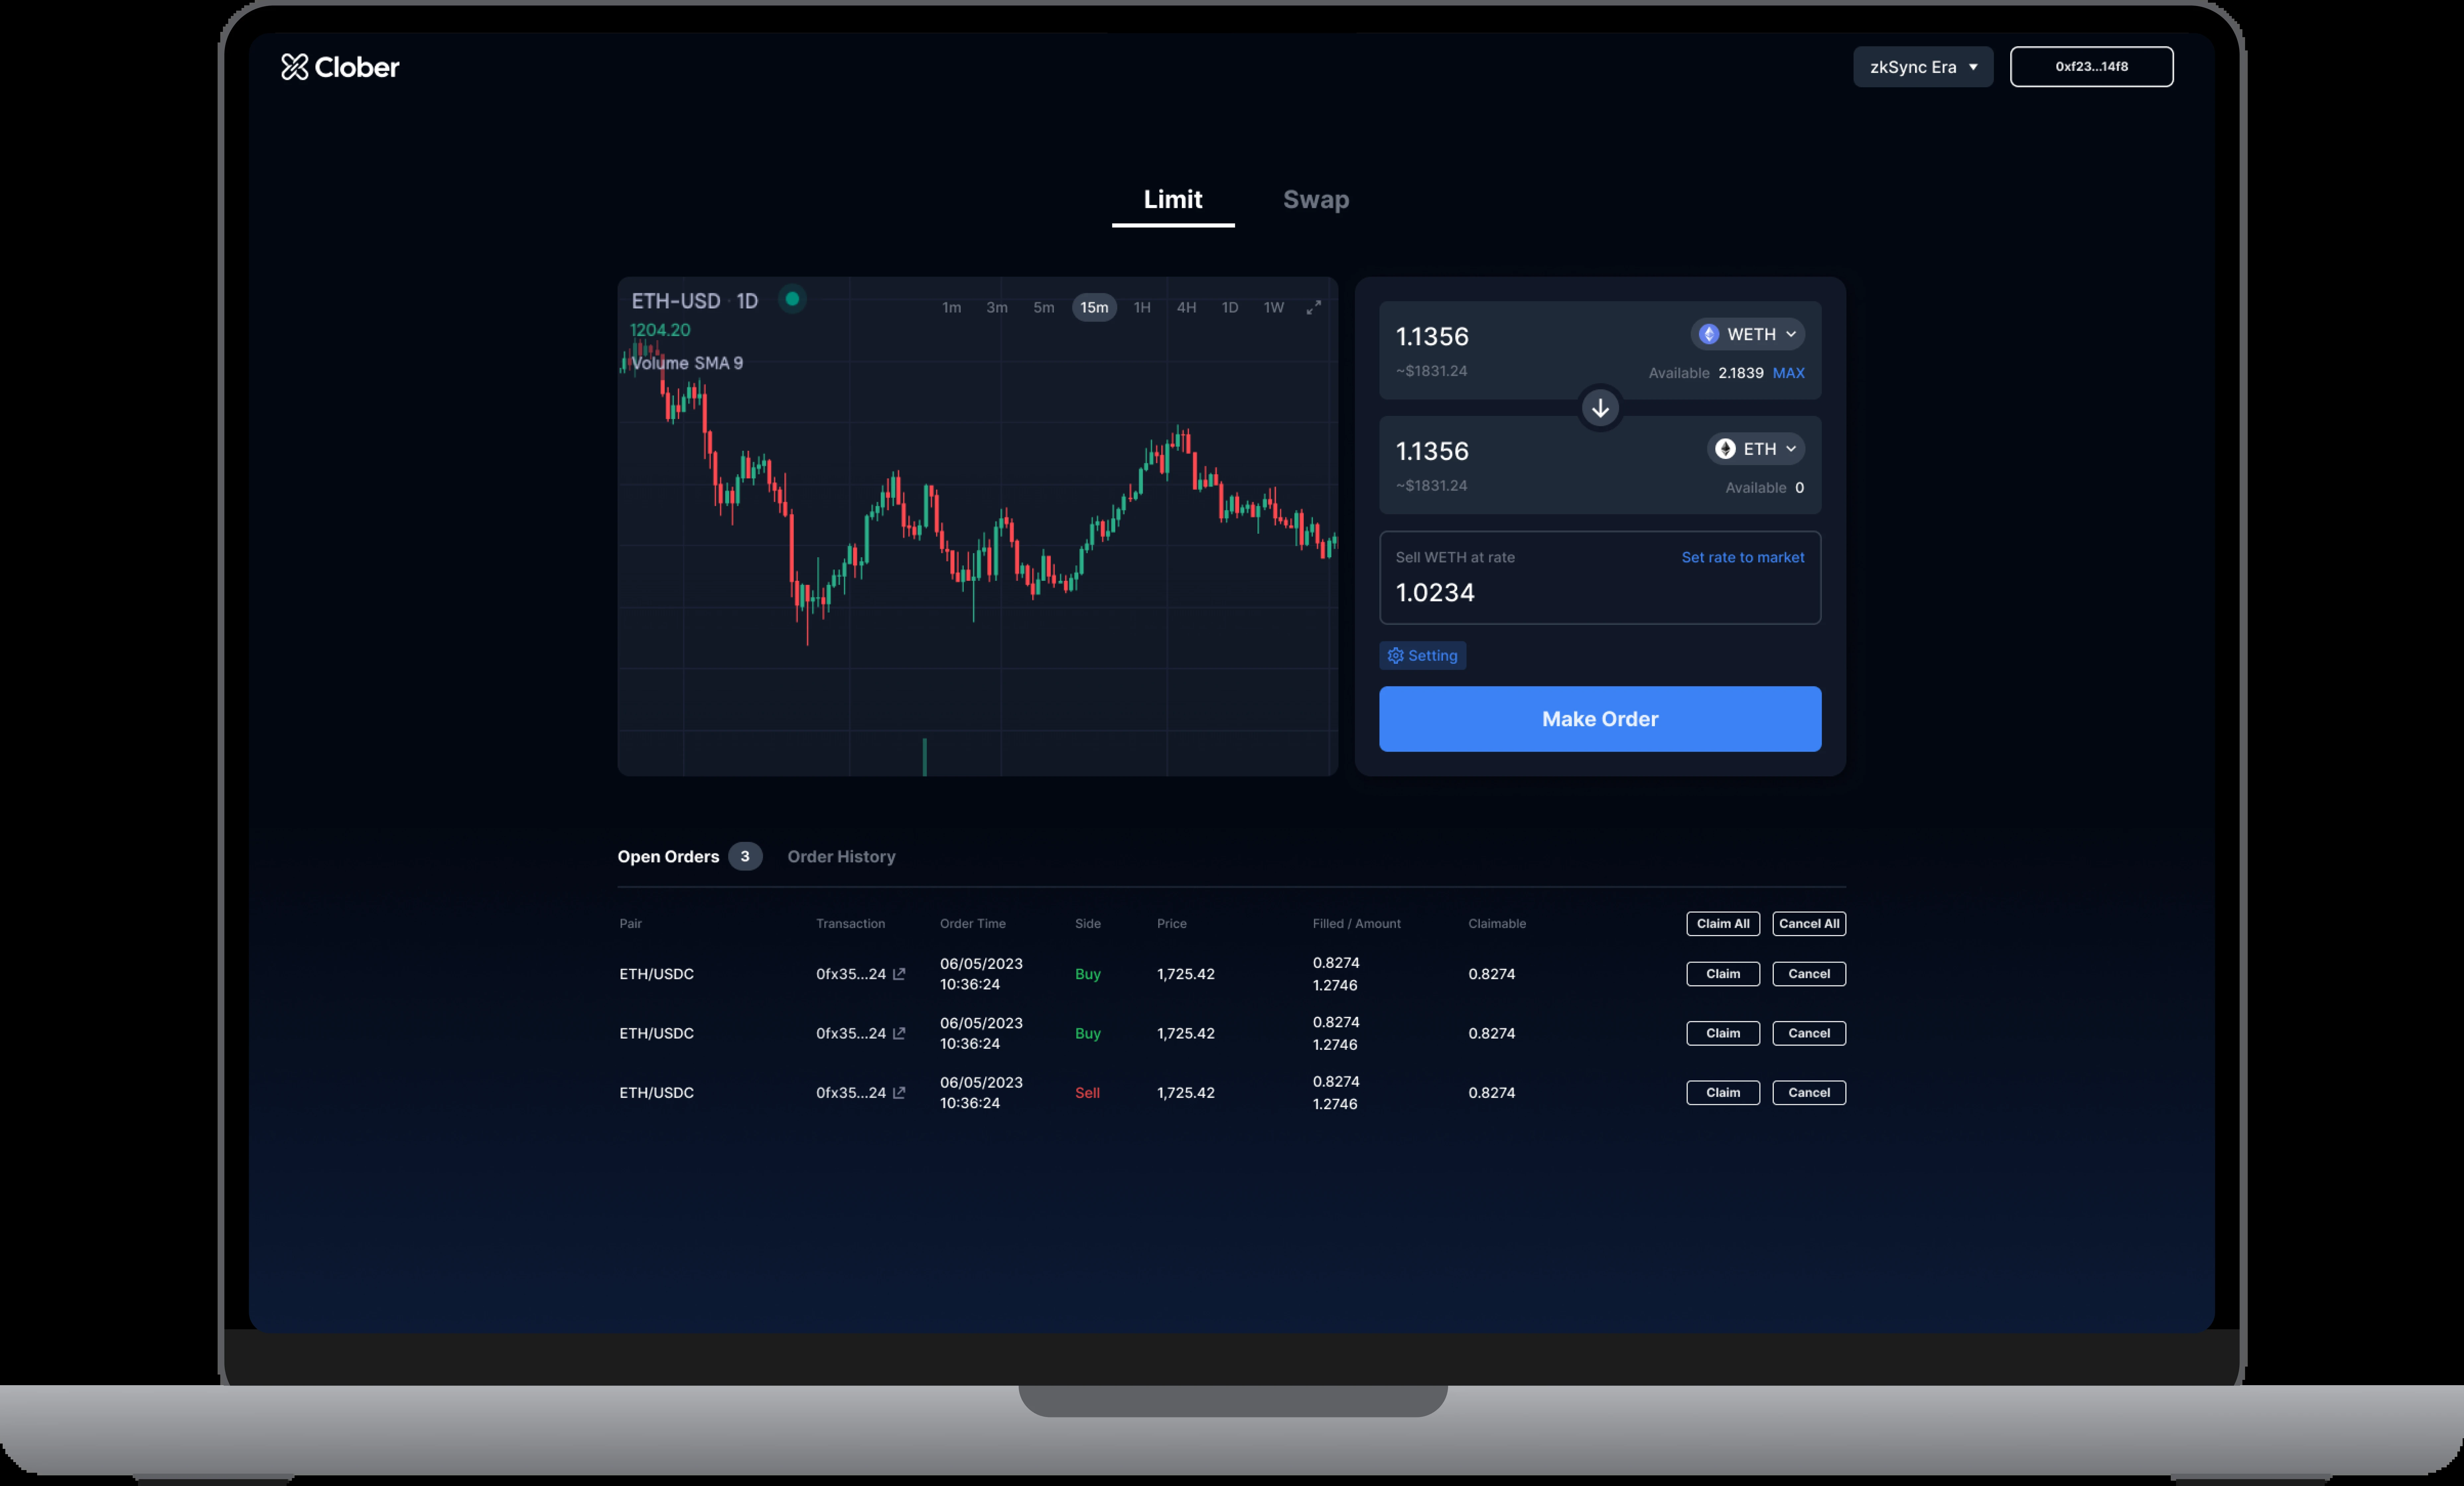 Clober
zkSync Era
0xf23...14f8
Limit
Swap
ETH-USD · 1D
1m 3m 5m 15m 1H 4H 1D 1W
1204.20
Volume SMA 9
1.1356
WETH
~$1831.24
Available 2.1839 MAX
1.1356
ETH
~$1831.24
Available 0
Sell WETH at rate
Set rate to market
1.0234
Setting
Make Order
Open Orders 3
Order History
Pair Transaction Order Time Side Price Filled / Amount Claimable Claim All Cancel All
ETH/USDC 0fx35...24 06/05/2023 10:36:24 Buy 1,725.42 0.8274 1.2746 0.8274 Claim Cancel
ETH/USDC 0fx35...24 06/05/2023 10:36:24 Buy 1,725.42 0.8274 1.2746 0.8274 Claim Cancel
ETH/USDC 0fx35...24 06/05/2023 10:36:24 Sell 1,725.42 0.8274 1.2746 0.8274 Claim Cancel